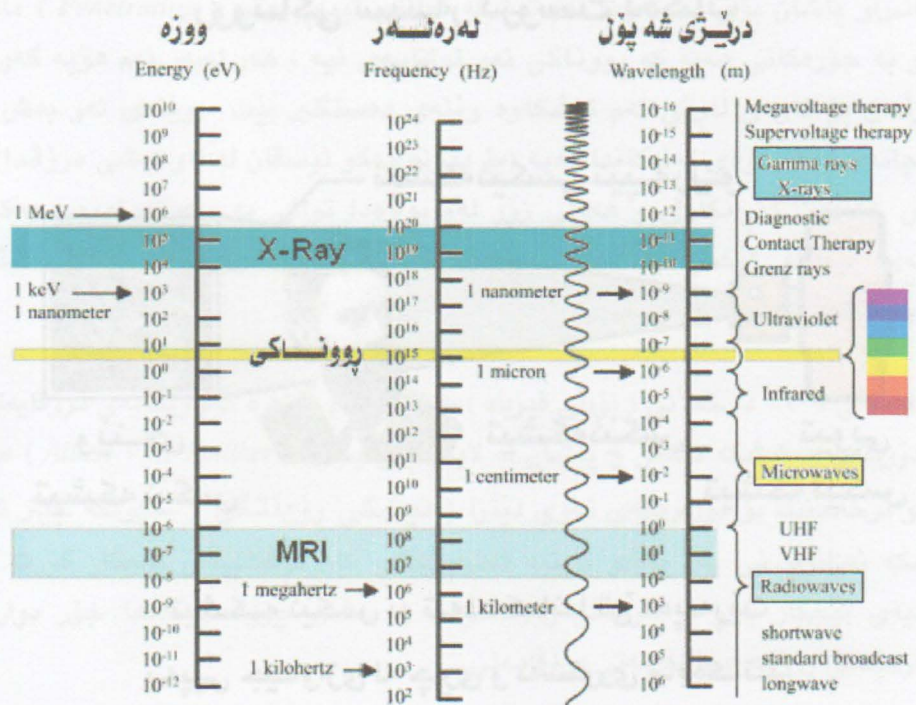 ووزه
Energy (eV)
10¹⁰
10⁹
10⁸
10⁷
1 MeV 10⁶
10⁵
10⁴
1 keV 10³
1 nanometer
10²
10¹
10⁰
10⁻¹
10⁻²
10⁻³
10⁻⁴
10⁻⁵
10⁻⁶
10⁻⁷
10⁻⁸
10⁻⁹
10⁻¹⁰
10⁻¹¹
10⁻¹²
X-Ray
ڕوونـاکی
MRI
Frequency (Hz)
10²⁴
10²³
10²²
10²¹
10²⁰
10¹⁹
10¹⁸
10¹⁷
10¹⁶
10¹⁵
10¹⁴
10¹³
10¹²
10¹¹
10¹⁰
10⁹
10⁸
10⁷
1 megahertz 10⁶
10⁵
10⁴
1 kilohertz 10³
10²
درێـژی شه پۆل
Wavelength (m)
10⁻¹⁶
10⁻¹⁵
10⁻¹⁴
10⁻¹³
10⁻¹²
10⁻¹¹
10⁻¹⁰
1 nanometer 10⁻⁹
10⁻⁸
10⁻⁷
1 micron 10⁻⁶
10⁻⁵
10⁻⁴
10⁻³
1 centimeter 10⁻²
10⁻¹
10⁰
10¹
10²
1 kilometer 10³
10⁴
10⁵
10⁶
Megavoltage therapy
Supervoltage therapy
Gamma rays
X-rays
Diagnostic
Contact Therapy
Grenz rays
Ultraviolet
Infrared
Microwaves
UHF
VHF
Radiowaves
shortwave
standard broadcast
longwave